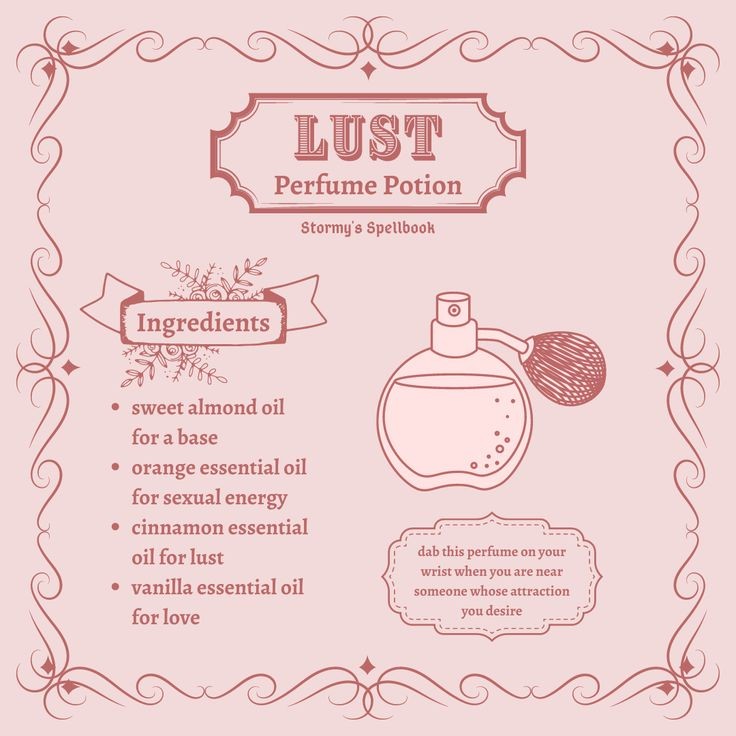 LUST
Perfume Potion
Stormy's Spellbook
Ingredients
• sweet almond oil
for a base
• orange essential oil
for sexual energy
• cinnamon essential
oil for lust
• vanilla essential oil
for love
dab this perfume on your
wrist when you are near
someone whose attraction
you desire